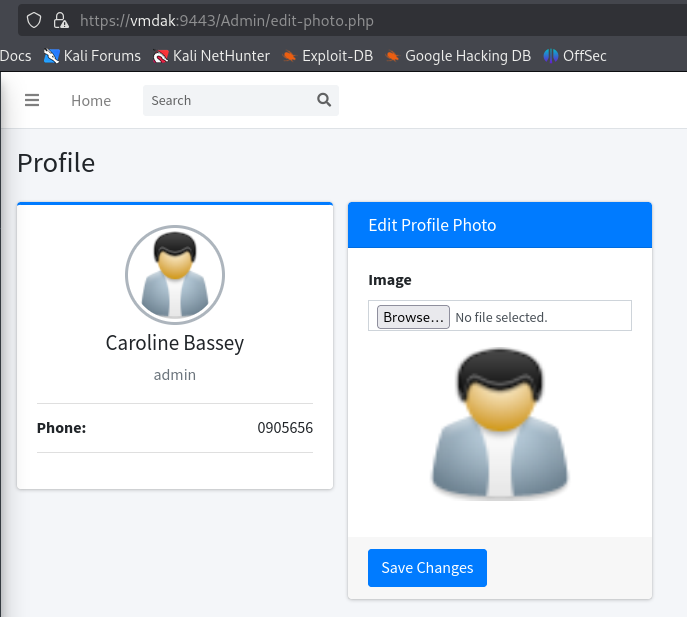 https://vmdak:9443/Admin/edit-photo.php
Docs Kali Forums Kali NetHunter Exploit-DB Google Hacking DB OffSec
Home Search
Profile
Caroline Bassey
admin
Phone: 0905656
Edit Profile Photo
Image
Browse... No file selected.
Save Changes